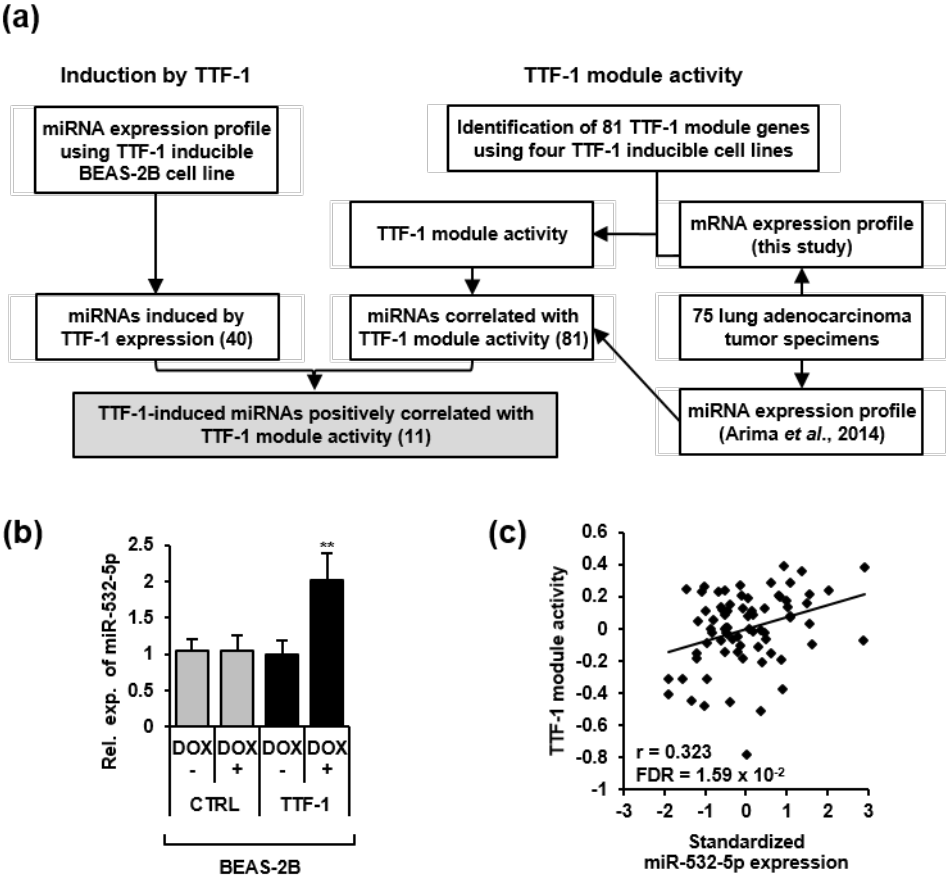 (a)
Induction by TTF-1
TTF-1 module activity
miRNA expression profile
using TTF-1 inducible
BEAS-2B cell line
Identification of 81 TTF-1 module genes
using four TTF-1 inducible cell lines
TTF-1 module activity
mRNA expression profile
(this study)
miRNAs induced by
TTF-1 expression (40)
miRNAs correlated with
TTF-1 module activity (81)
75 lung adenocarcinoma
tumor specimens
TTF-1-induced miRNAs positively correlated with
TTF-1 module activity (11)
miRNA expression profile
(Arima et al., 2014)
(b)
Rel. exp. of miR-532-5p
2.5
2
1.5
1
0.5
0
**
DOX DOX DOX DOX
- + - +
CTRL TTF-1
BEAS-2B
(c)
TTF-1 module activity
0.6
0.4
0.2
0
-0.2
-0.4
-0.6
-0.8
-1
r = 0.323
FDR = 1.59 x 10-2
-3 -2 -1 0 1 2 3
Standardized
miR-532-5p expression